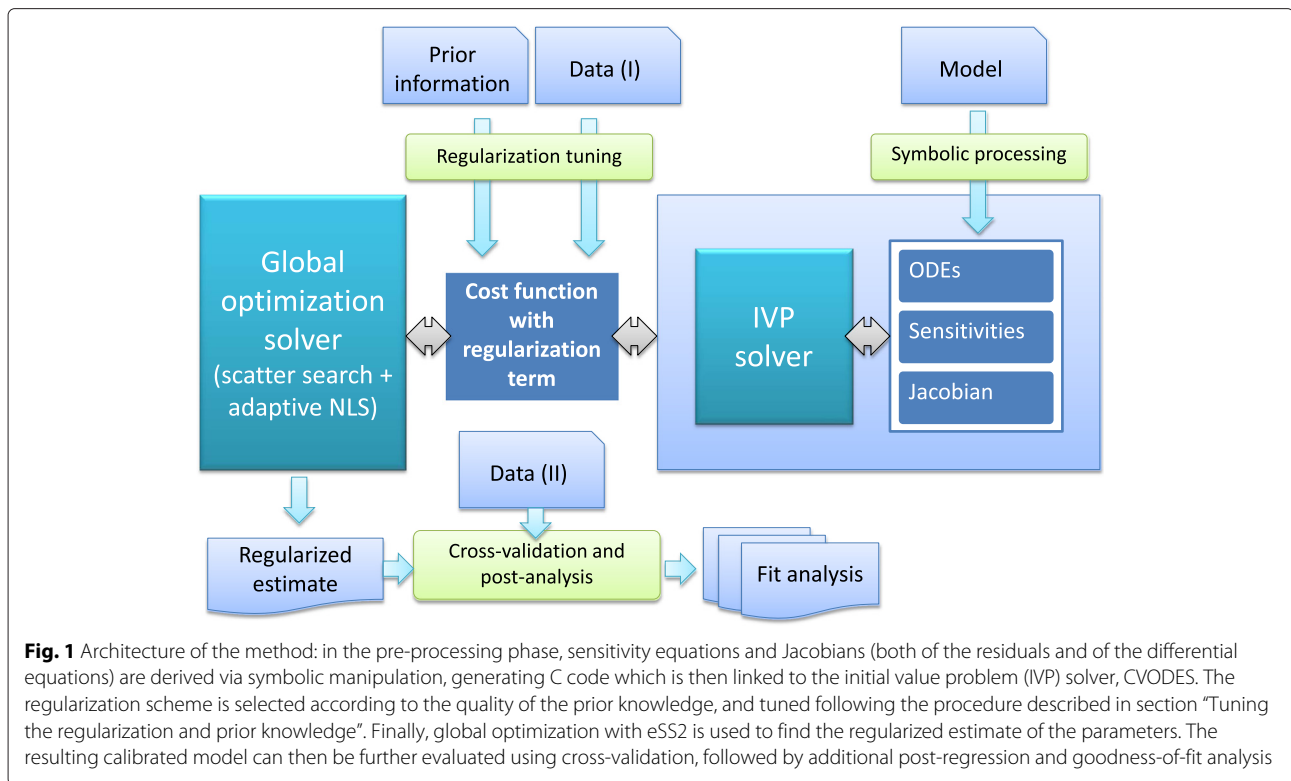 Prior
information
Data (I)
Model
Regularization tuning
Symbolic processing
Global
optimization
solver
(scatter search +
adaptive NLS)
Cost function
with
regularization
term
IVP
solver
ODEs
Sensitivities
Jacobian
Data (II)
Regularized
estimate
Cross-validation and
post-analysis
Fit analysis
Fig. 1 Architecture of the method: in the pre-processing phase, sensitivity equations and Jacobians (both of the residuals and of the differential
equations) are derived via symbolic manipulation, generating C code which is then linked to the initial value problem (IVP) solver, CVODES. The
regularization scheme is selected according to the quality of the prior knowledge, and tuned following the procedure described in section “Tuning
the regularization and prior knowledge”. Finally, global optimization with eSS2 is used to find the regularized estimate of the parameters. The
resulting calibrated model can then be further evaluated using cross-validation, followed by additional post-regression and goodness-of-fit analysis